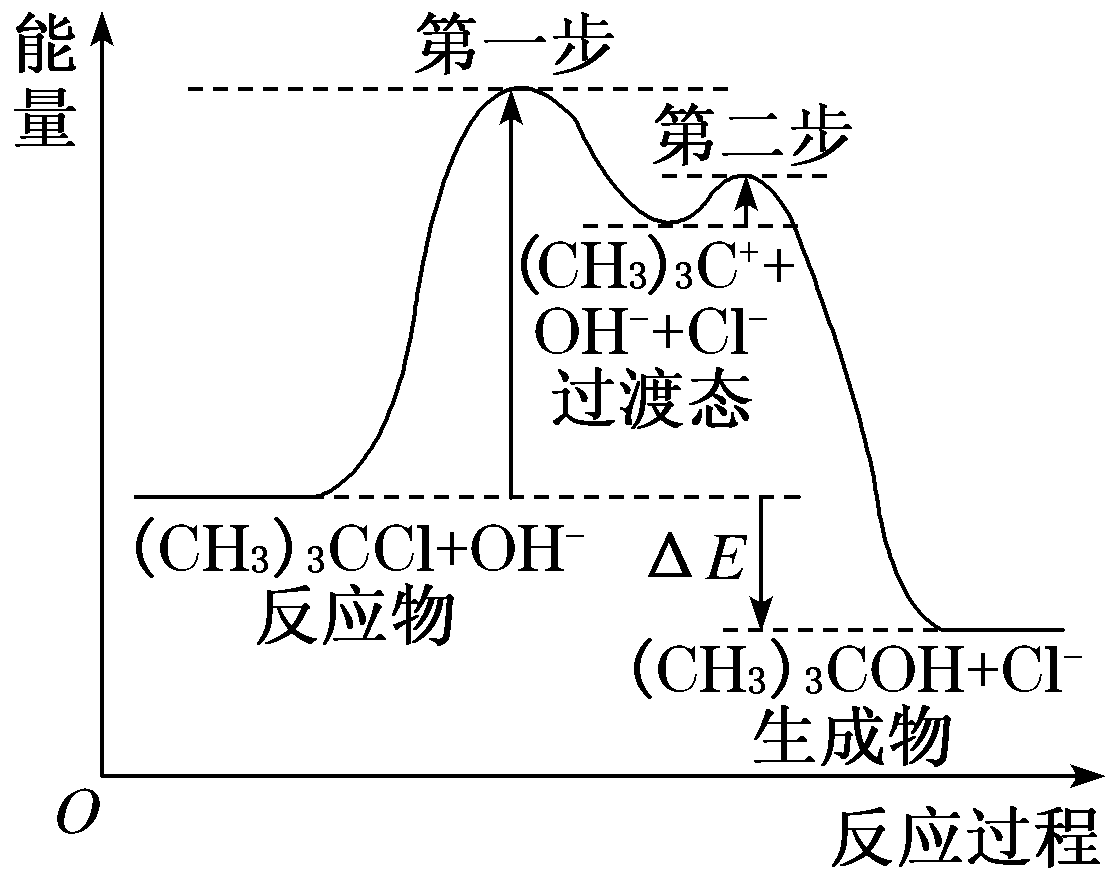 能量
第一步
第二步
(CH₃)₃C⁺+
OH⁻+Cl⁻
过渡态
(CH₃)₃CCl+OH⁻
反应物
Δ E
(CH₃)₃COH+Cl⁻
生成物
O
反应过程